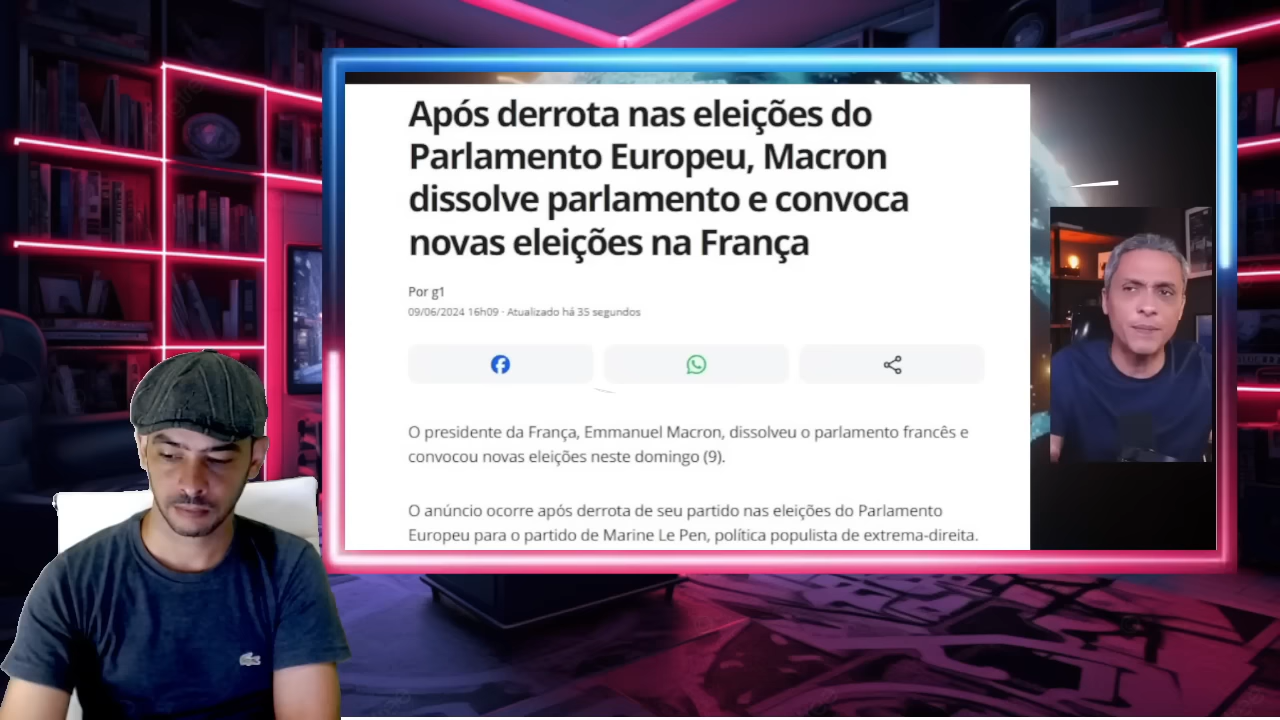 Após derrota nas eleições do
Parlamento Europeu, Macron
dissolve parlamento e convoca
novas eleições na França
Por g1
09/06/2024 16h09 · Atualizado há 35 segundos
O presidente da França, Emmanuel Macron, dissolveu o parlamento francês e
convocou novas eleições neste domingo (9).
O anúncio ocorre após derrota de seu partido nas eleições do Parlamento
Europeu para o partido de Marine Le Pen, política populista de extrema-direita.